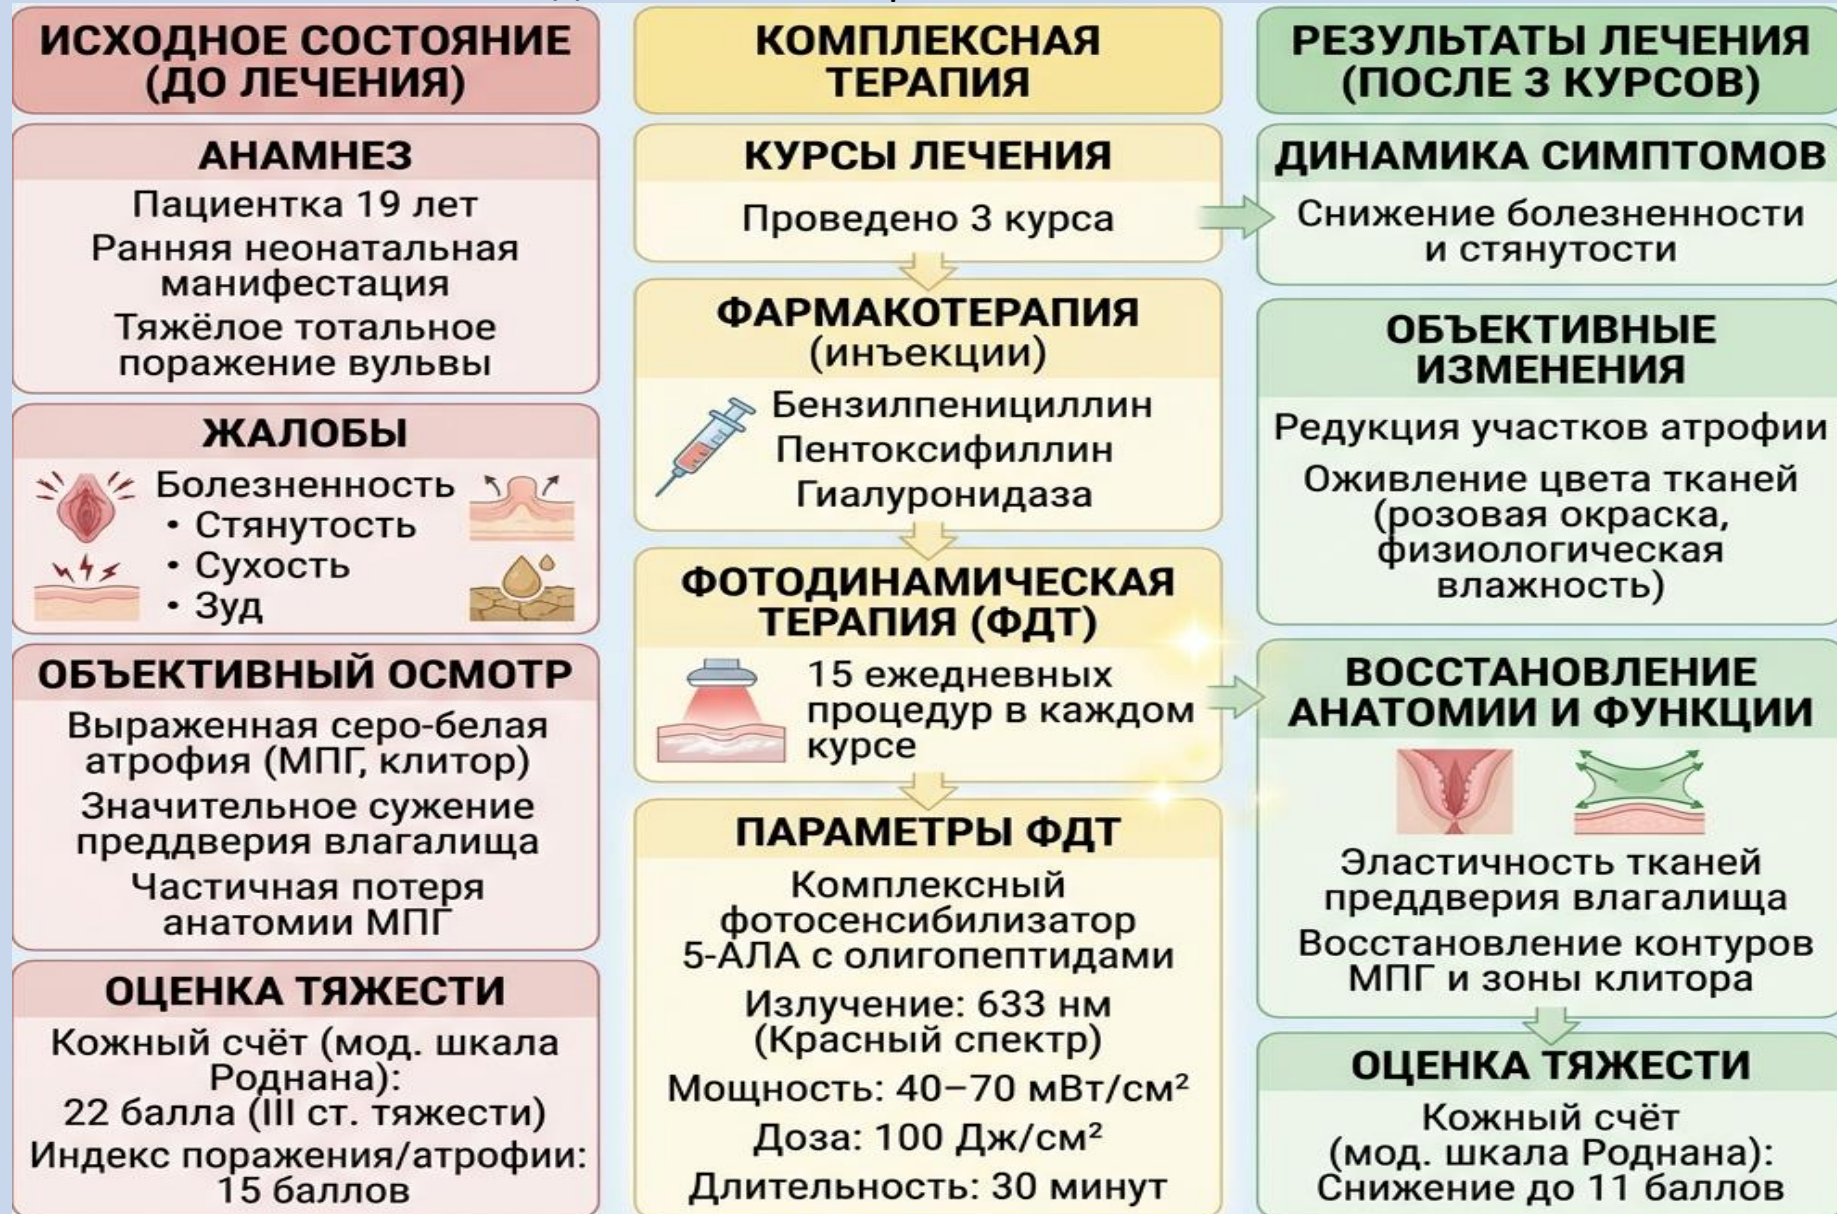 ИСХОДНОЕ СОСТОЯНИЕ
(ДО ЛЕЧЕНИЯ)
АНАМНЕЗ
Пациентка 19 лет
Ранняя неонатальная
манифестация
Тяжёлое тотальное
поражение вульвы
ЖАЛОБЫ
Болезненность
• Стянутость
• Сухость
• Зуд
ОБЪЕКТИВНЫЙ ОСМОТР
Выраженная серо-белая
атрофия (МПГ, клитор)
Значительное сужение
преддверия влагалища
Частичная потеря
анатомии МПГ
ОЦЕНКА ТЯЖЕСТИ
Кожный счёт (мод. шкала
Роднана):
22 балла (III ст. тяжести)
Индекс поражения/атрофии:
15 баллов
КОМПЛЕКСНАЯ
ТЕРАПИЯ
КУРСЫ ЛЕЧЕНИЯ
Проведено 3 курса
ФАРМАКОТЕРАПИЯ
(инъекции)
Бензилпенициллин
Пентоксифиллин
Гиалуронидаза
ФОТОДИНАМИЧЕСКАЯ
ТЕРАПИЯ (ФДТ)
15 ежедневных
процедур в каждом
курсе
ПАРАМЕТРЫ ФДТ
Комплексный
фотосенсибилизатор
5-АЛА с олигопептидами
Излучение: 633 нм
(Красный спектр)
Мощность: 40–70 мВт/см²
Доза: 100 Дж/см²
Длительность: 30 минут
РЕЗУЛЬТАТЫ ЛЕЧЕНИЯ
(ПОСЛЕ 3 КУРСОВ)
ДИНАМИКА СИМПТОМОВ
Снижение болезненности
и стянутости
ОБЪЕКТИВНЫЕ
ИЗМЕНЕНИЯ
Редукция участков атрофии
Оживление цвета тканей
(розовая окраска,
физиологическая
влажность)
ВОССТАНОВЛЕНИЕ
АНАТОМИИ И ФУНКЦИИ
Эластичность тканей
преддверия влагалища
Восстановление контуров
МПГ и зоны клитора
ОЦЕНКА ТЯЖЕСТИ
Кожный счёт
(мод. шкала Роднана):
Снижение до 11 баллов